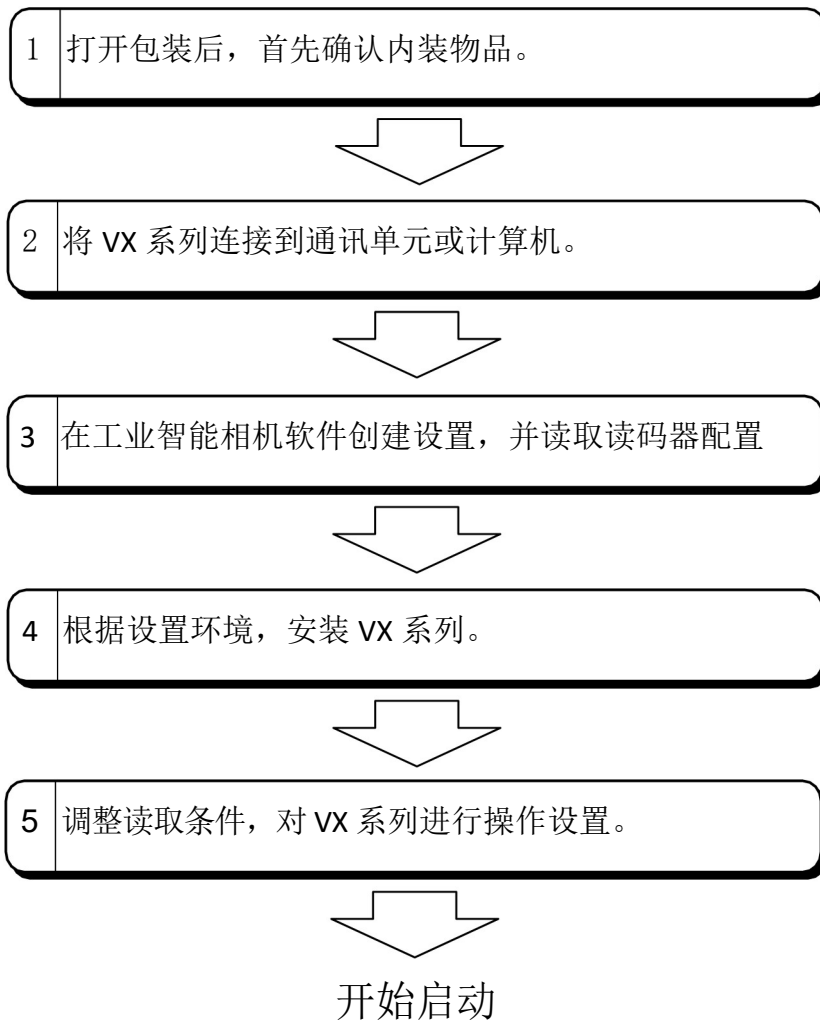 1 打开包装后，首先确认内装物品。
2 将 VX 系列连接到通讯单元或计算机。
3 在工业智能相机软件创建设置，并读取读码器配置
4 根据设置环境，安装 VX 系列。
5 调整读取条件，对 VX 系列进行操作设置。
开始启动